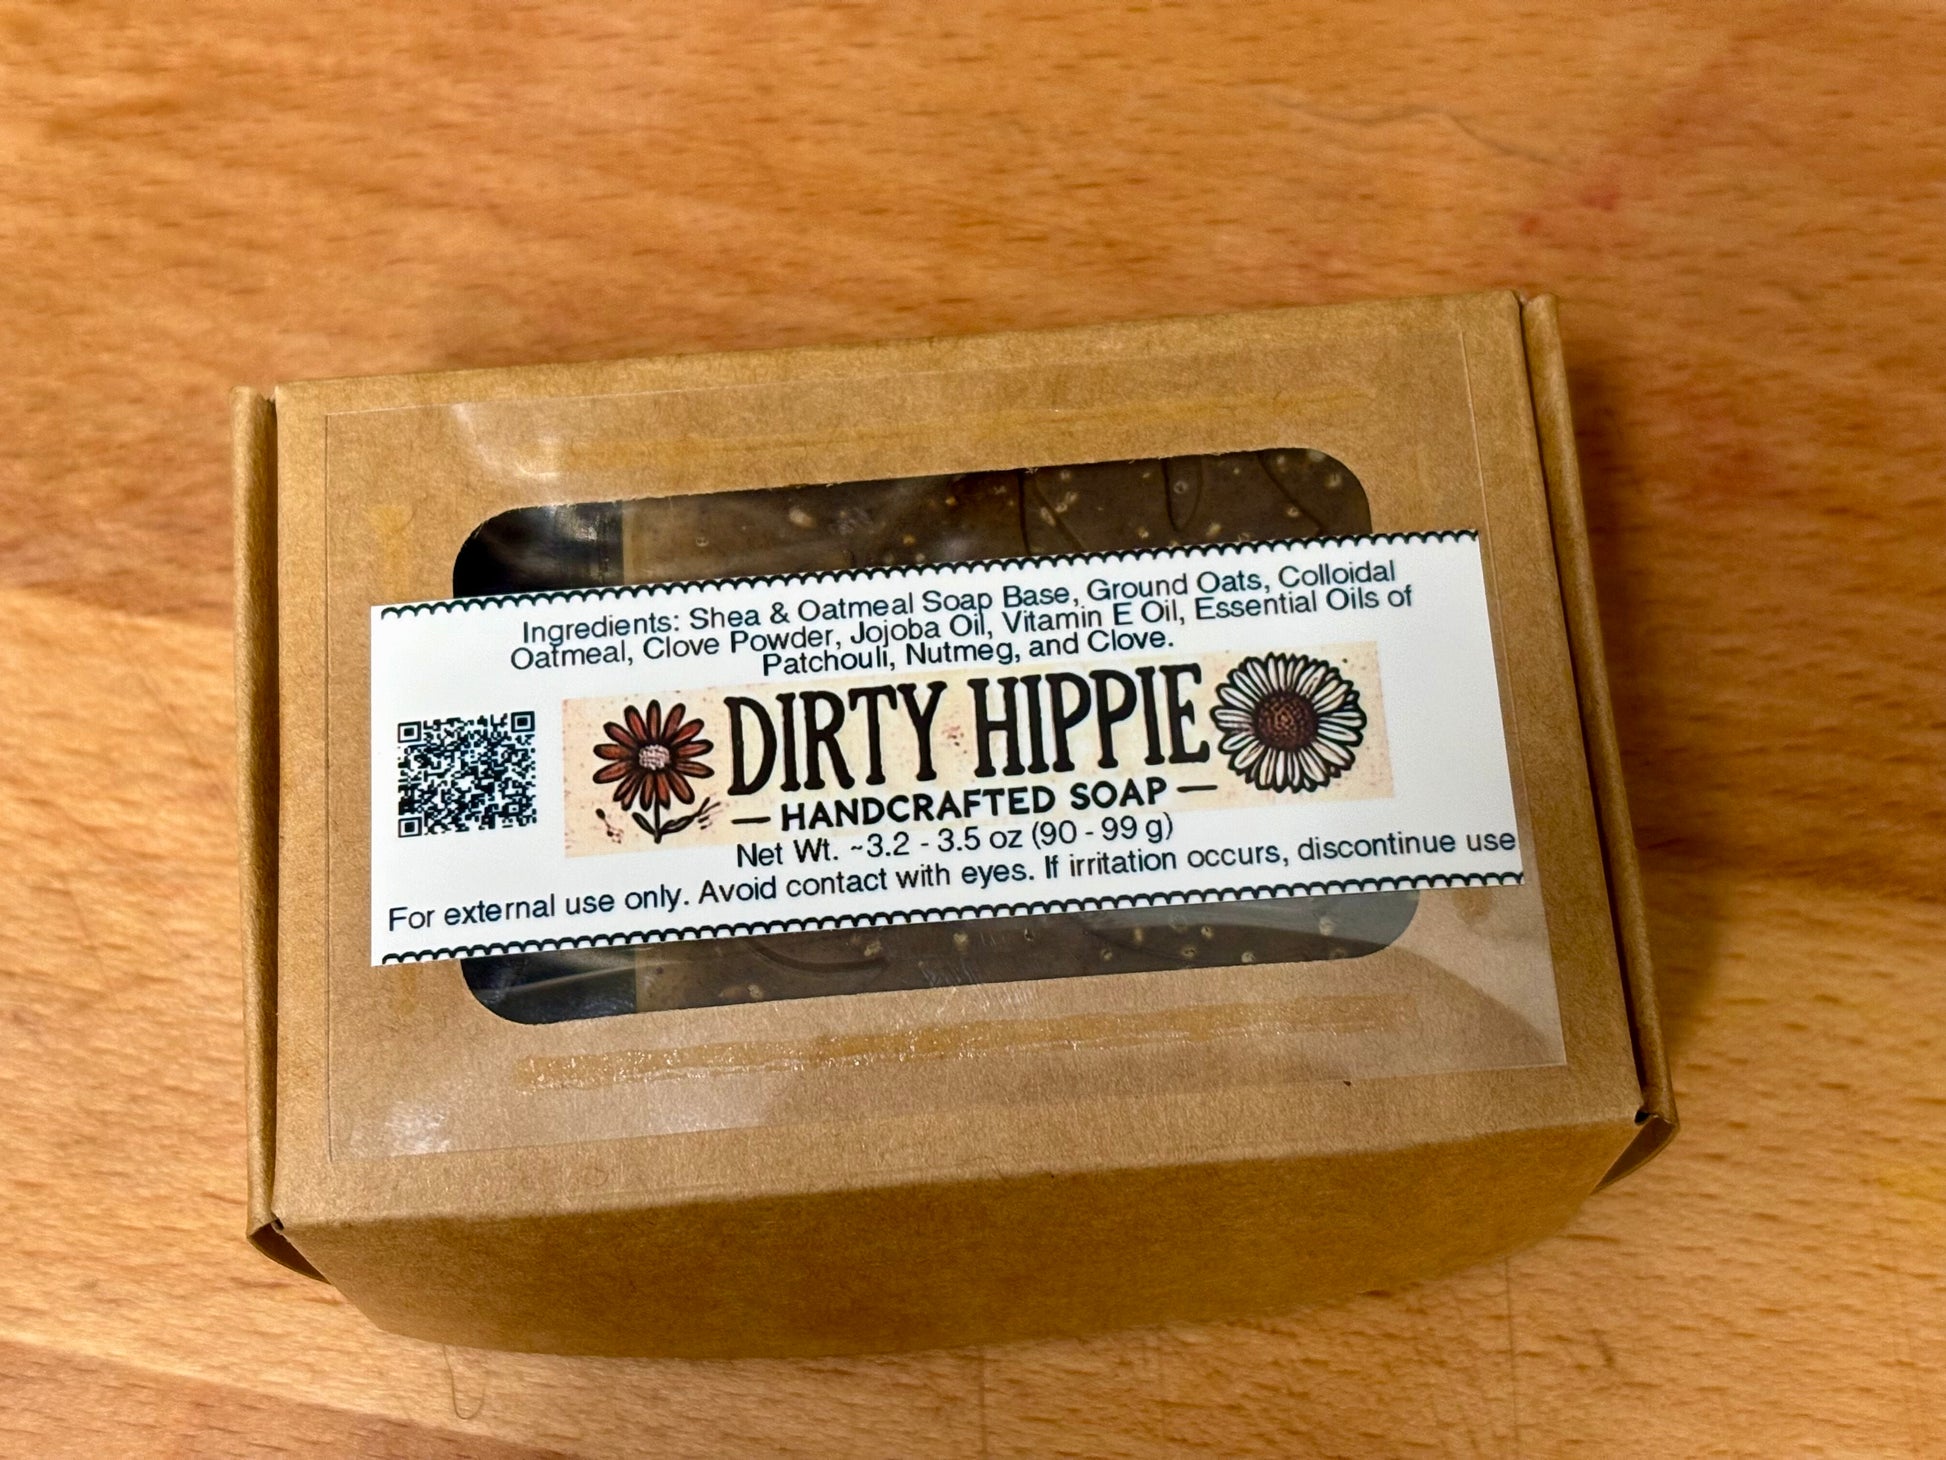 Ingredients: Shea & Oatmeal Soap Base, Ground Oats, Colloidal
Oatmeal, Clove Powder, Jojoba Oil, Vitamin E Oil, Essential Oils of
Patchouli, Nutmeg, and Clove.
DIRTY HIPPIE
— HANDCRAFTED SOAP —
Net Wt. ~3.2 - 3.5 oz (90 - 99 g)
For external use only. Avoid contact with eyes. If irritation occurs, discontinue use